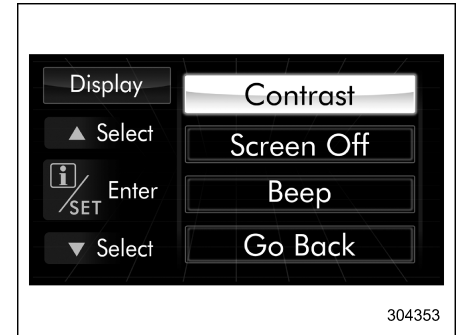 Display
Contrast
▲ Select
Screen Off
i/SET Enter
Beep
▼ Select
Go Back
304353